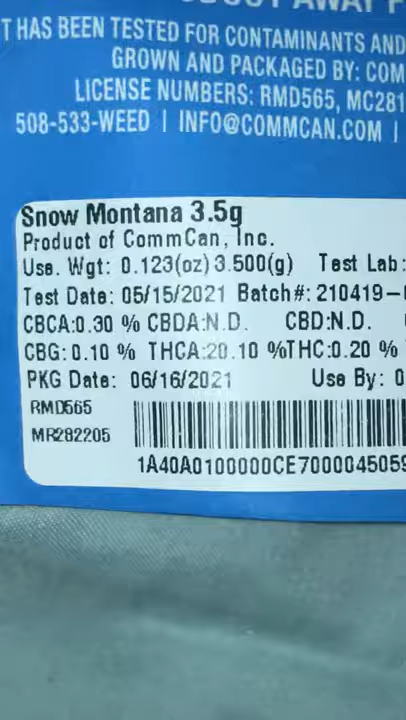 T HAS BEEN TESTED FOR CONTAMINANTS AND
GROWN AND PACKAGED BY: COM
LICENSE NUMBERS: RMD565, MC281
508-533-WEED | INFO@COMMCAN.COM |
Snow Montana 3.5g
Product of CommCan, Inc.
Use. Wgt: 0.123(oz) 3.500(g) Test Lab:
Test Date: 05/15/2021 Batch#: 210419-
CBCA:0.30 % CBDA:N.D. CBD:N.D.
CBG: 0.10 % THCA:20.10 %THC:0.20 %
PKG Date: 06/16/2021 Use By: 0
RMD565
MR282205
1A40A0100000CE7000045059